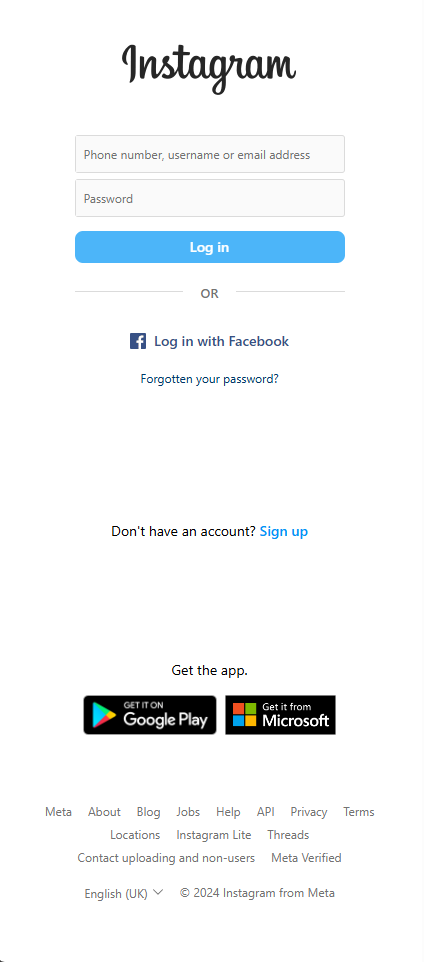 Instagram
Phone number, username or email address
Password
Log in
OR
Log in with Facebook
Forgotten your password?
Don't have an account? Sign up
Get the app.
GET IT ON
Google Play
Get it from
Microsoft
Meta About Blog Jobs Help API Privacy Terms
Locations Instagram Lite Threads
Contact uploading and non-users Meta Verified
English (UK) © 2024 Instagram from Meta